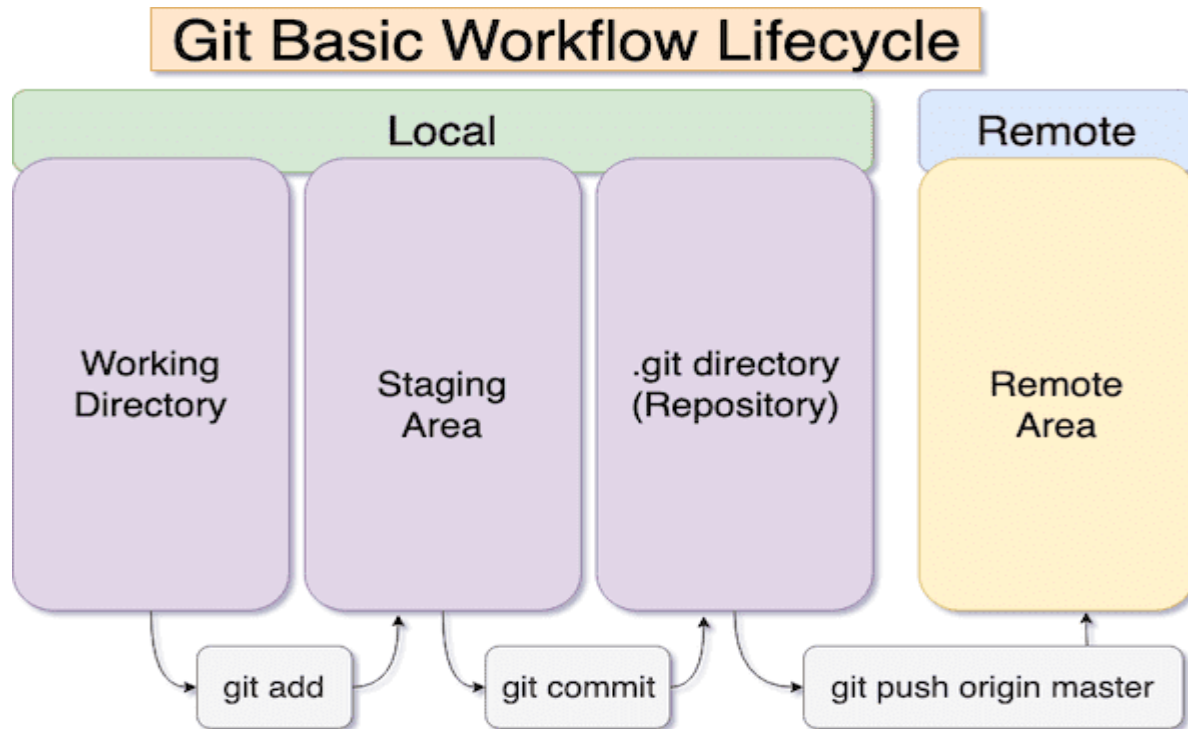 Git Basic Workflow Lifecycle
Local
Remote
Working
Directory
Staging
Area
.git directory
(Repository)
Remote
Area
git add
git commit
git push origin master